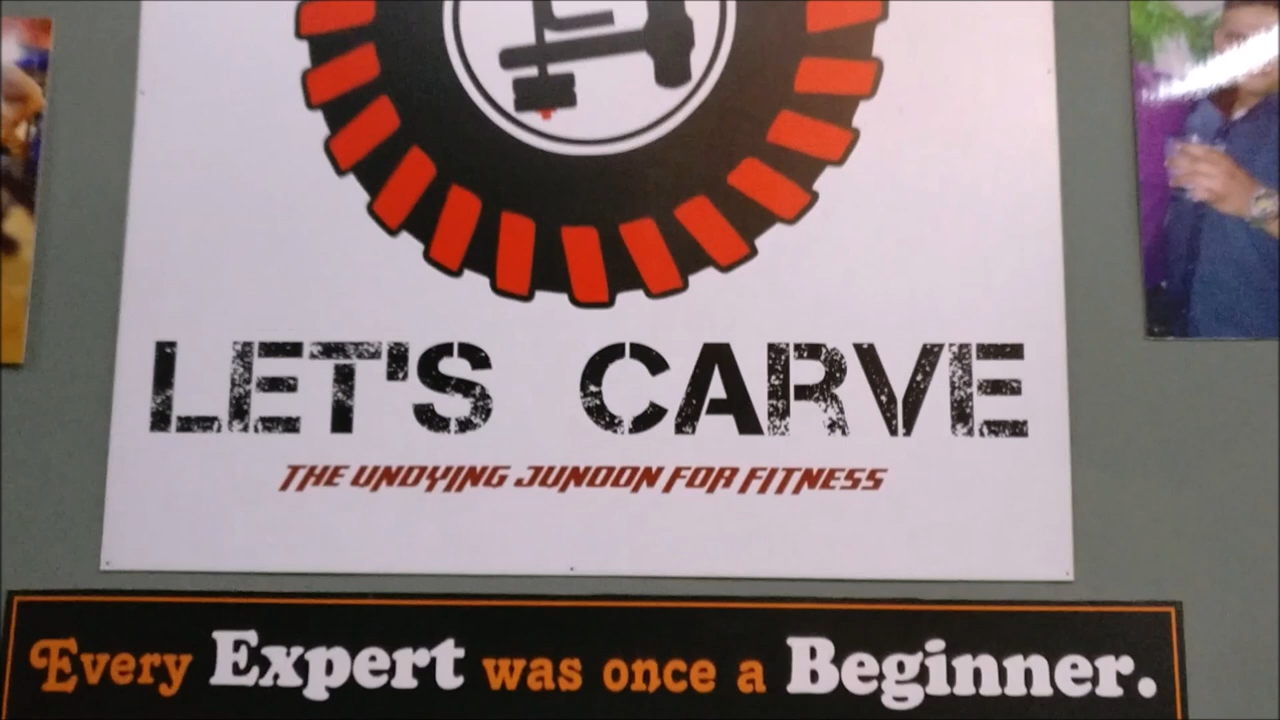 LET'S CARVE
THE UNDYING JUNOON FOR FITNESS
Every Expert was once a Beginner.